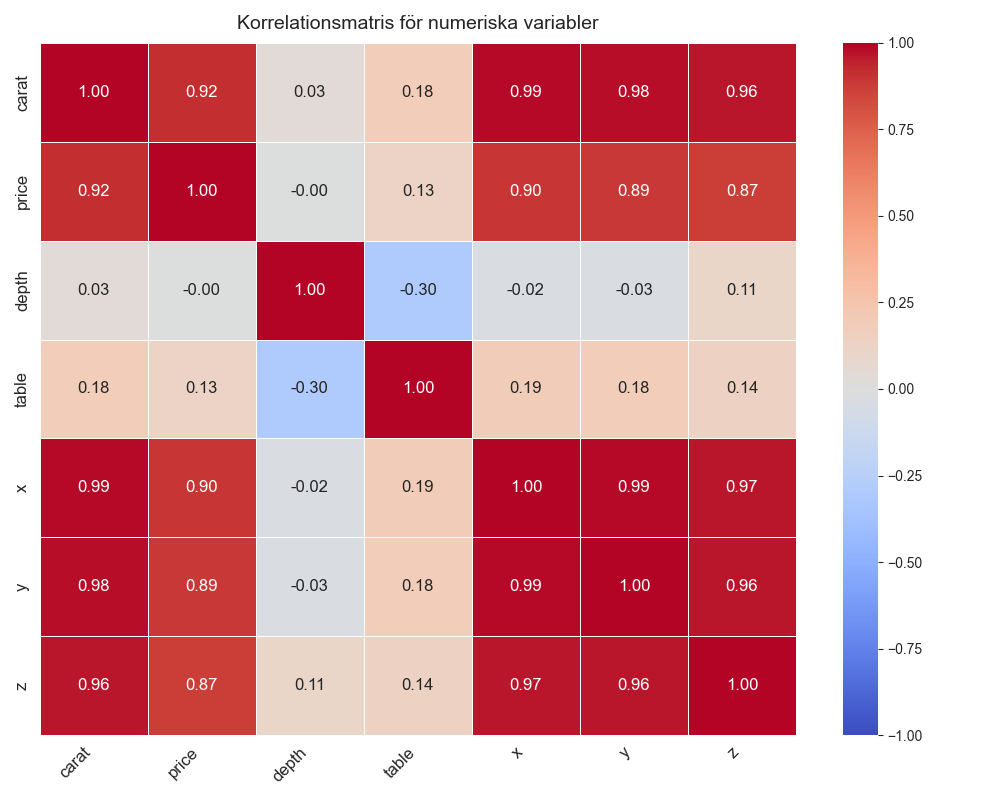 Korrelationsmatris för numeriska variabler
carat 1.00 0.92 0.03 0.18 0.99 0.98 0.96
price 0.92 1.00 -0.00 0.13 0.90 0.89 0.87
depth 0.03 -0.00 1.00 -0.30 -0.02 -0.03 0.11
table 0.18 0.13 -0.30 1.00 0.19 0.18 0.14
x 0.99 0.90 -0.02 0.19 1.00 0.99 0.97
y 0.98 0.89 -0.03 0.18 0.99 1.00 0.96
z 0.96 0.87 0.11 0.14 0.97 0.96 1.00
carat price depth table x y z
1.00
0.75
0.50
0.25
0.00
−0.25
−0.50
−0.75
−1.00